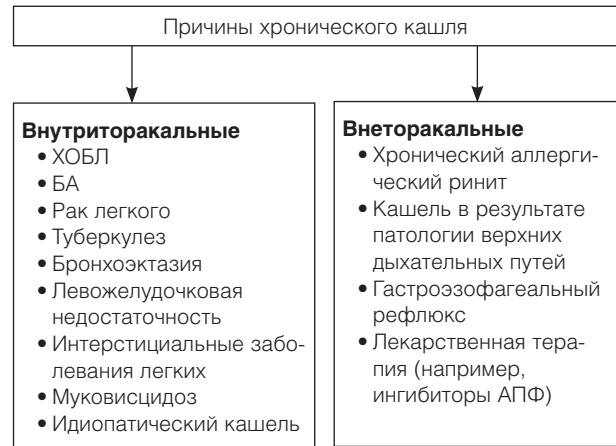 Причины хронического кашля
Внутриторакальные
• ХОБЛ
• БА
• Рак легкого
• Туберкулез
• Бронхоэктазия
• Левожелудочковая
недостаточность
• Интерстициальные забо-
левания легких
• Муковисцидоз
• Идиопатический кашель
Внеторакальные
• Хронический аллерги-
ческий ринит
• Кашель в результате
патологии верхних
дыхательных путей
• Гастроэзофагеальный
рефлюкс
• Лекарственная тера-
пия (например,
ингибиторы АПФ)